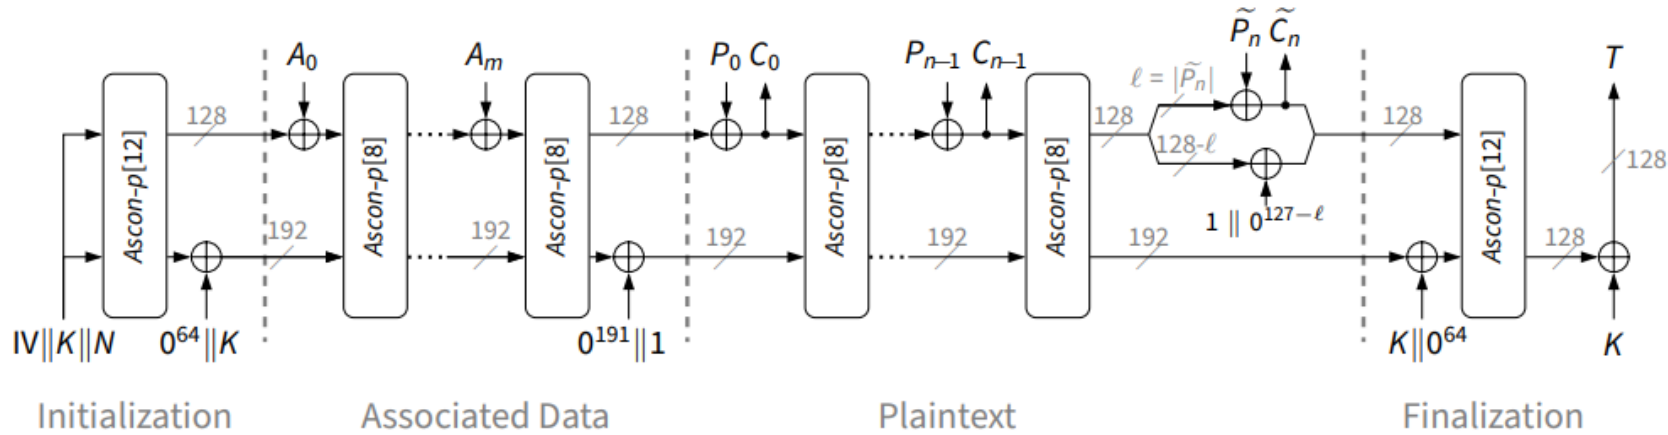 A₀ Aₘ P₀ C₀ Pₙ₋₁ Cₙ₋₁ P̃ₙ C̃ₙ T
ℓ = |P̃ₙ|
128 128 128 128 128
128-ℓ
Ascon-p[12] Ascon-p[8] Ascon-p[8] Ascon-p[8] Ascon-p[8] Ascon-p[12]
1 ∥ 0¹²⁷⁻ℓ
192 192 192 192 192 128
IV∥K∥N 0⁶⁴∥K 0¹⁹¹∥1 K∥0⁶⁴ K
Initialization Associated Data Plaintext Finalization